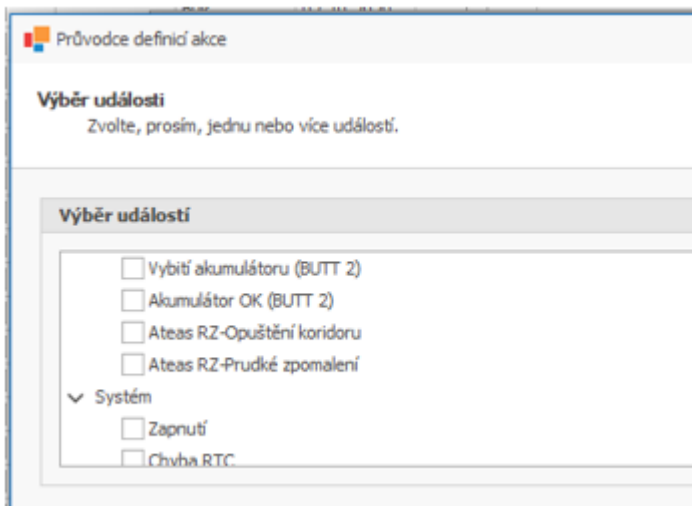 Průvodce definicí akce
Výběr události
Zvolte, prosím, jednu nebo více událostí.
Výběr událostí
Vybití akumulátoru (BUTT 2)
Akumulátor OK (BUTT 2)
Ateas RZ-Opuštění koridoru
Ateas RZ-Prudké zpomalení
Systém
Zapnutí
Chyba RTC